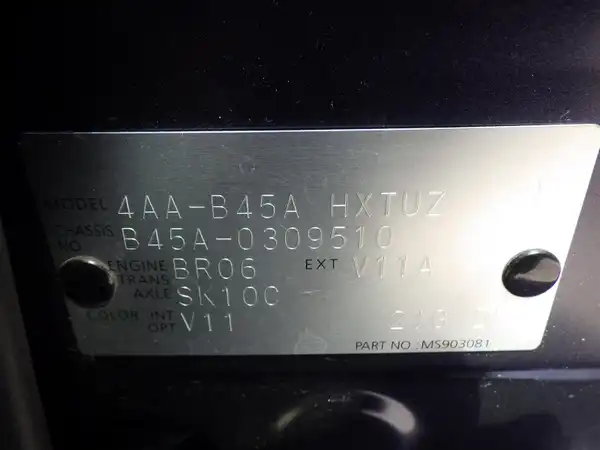 MODEL 4AA-B45A HXTUZ
CHASSIS NO B45A-0309510
ENGINE BR06 EXT V11A
TRANS AXLE SK10C
COLOR INT OPT V11
PART NO.: MS903081